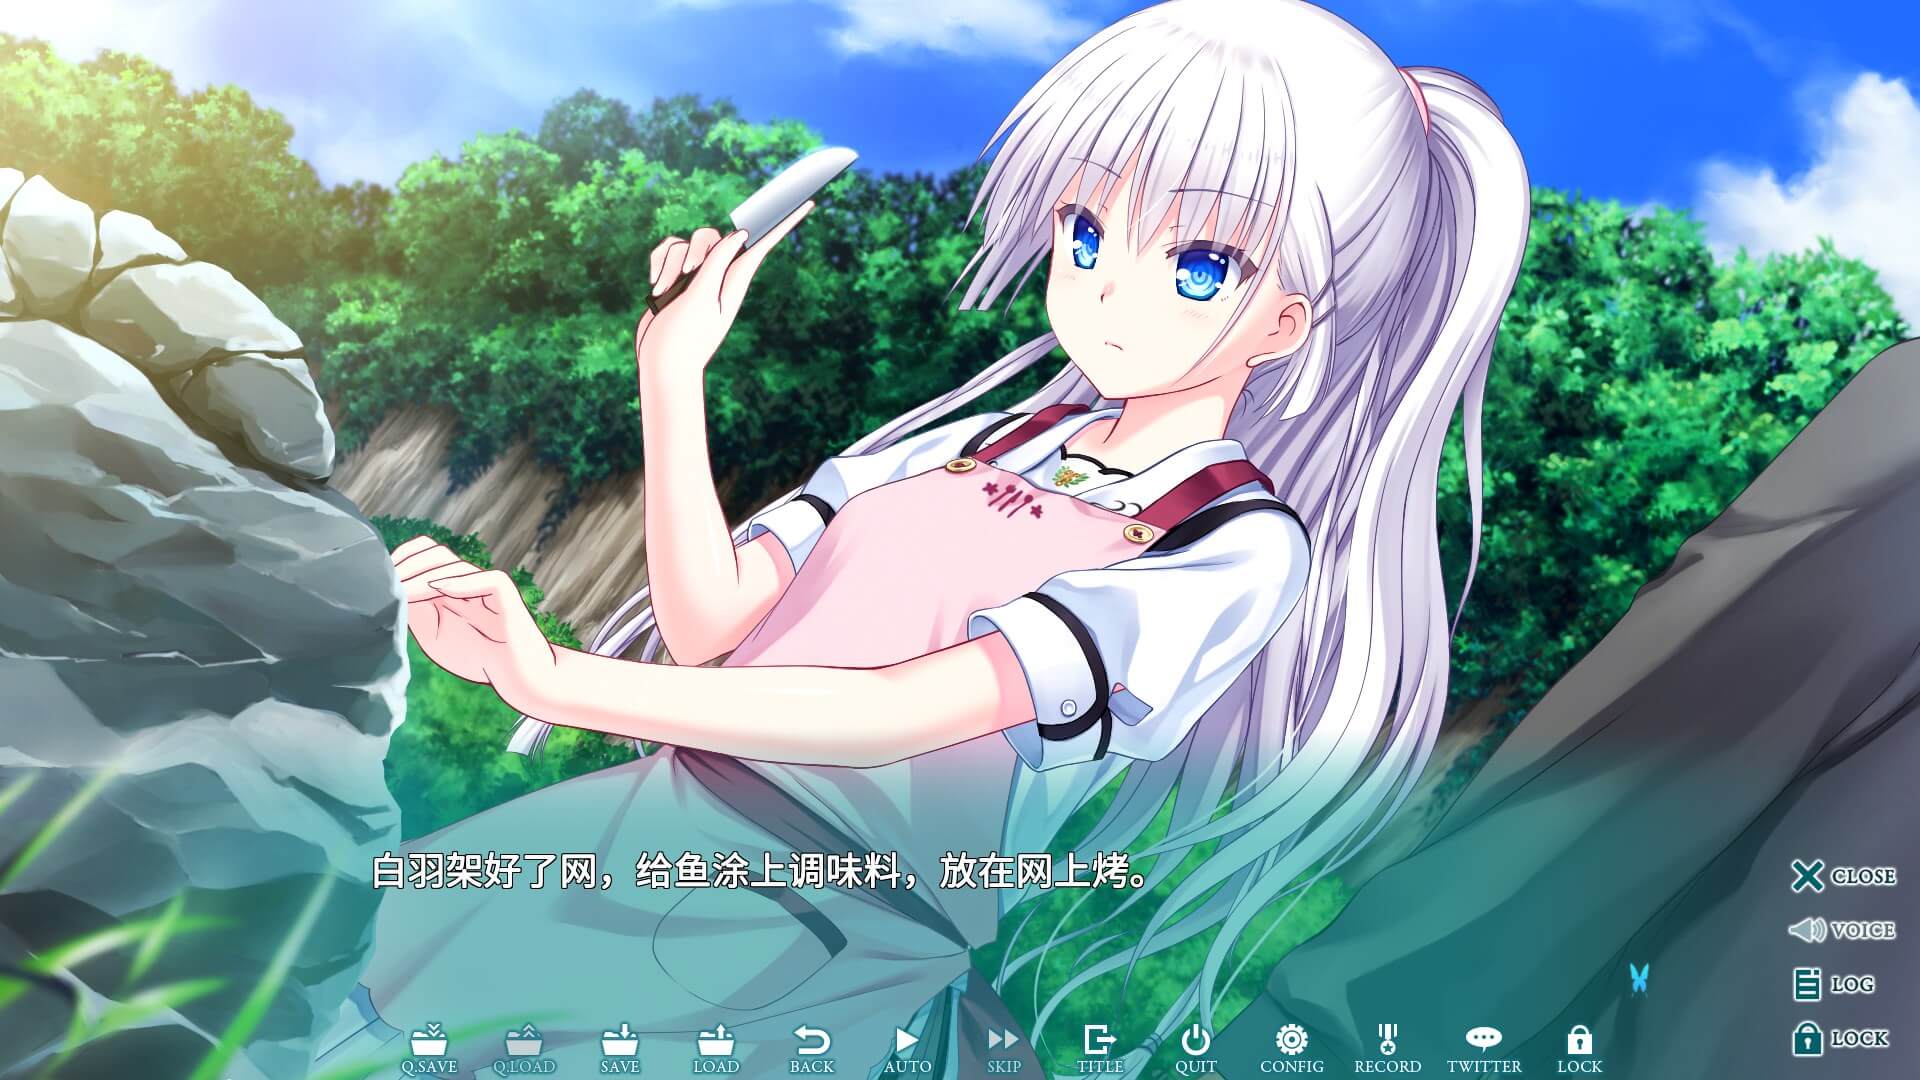 白羽架好了网，给鱼涂上调味料，放在网上烤。
CLOSE
VOICE
LOG
LOCK
Q.SAVE
Q.LOAD
SAVE
LOAD
BACK
AUTO
SKIP
TITLE
QUIT
CONFIG
RECORD
TWITTER
LOCK